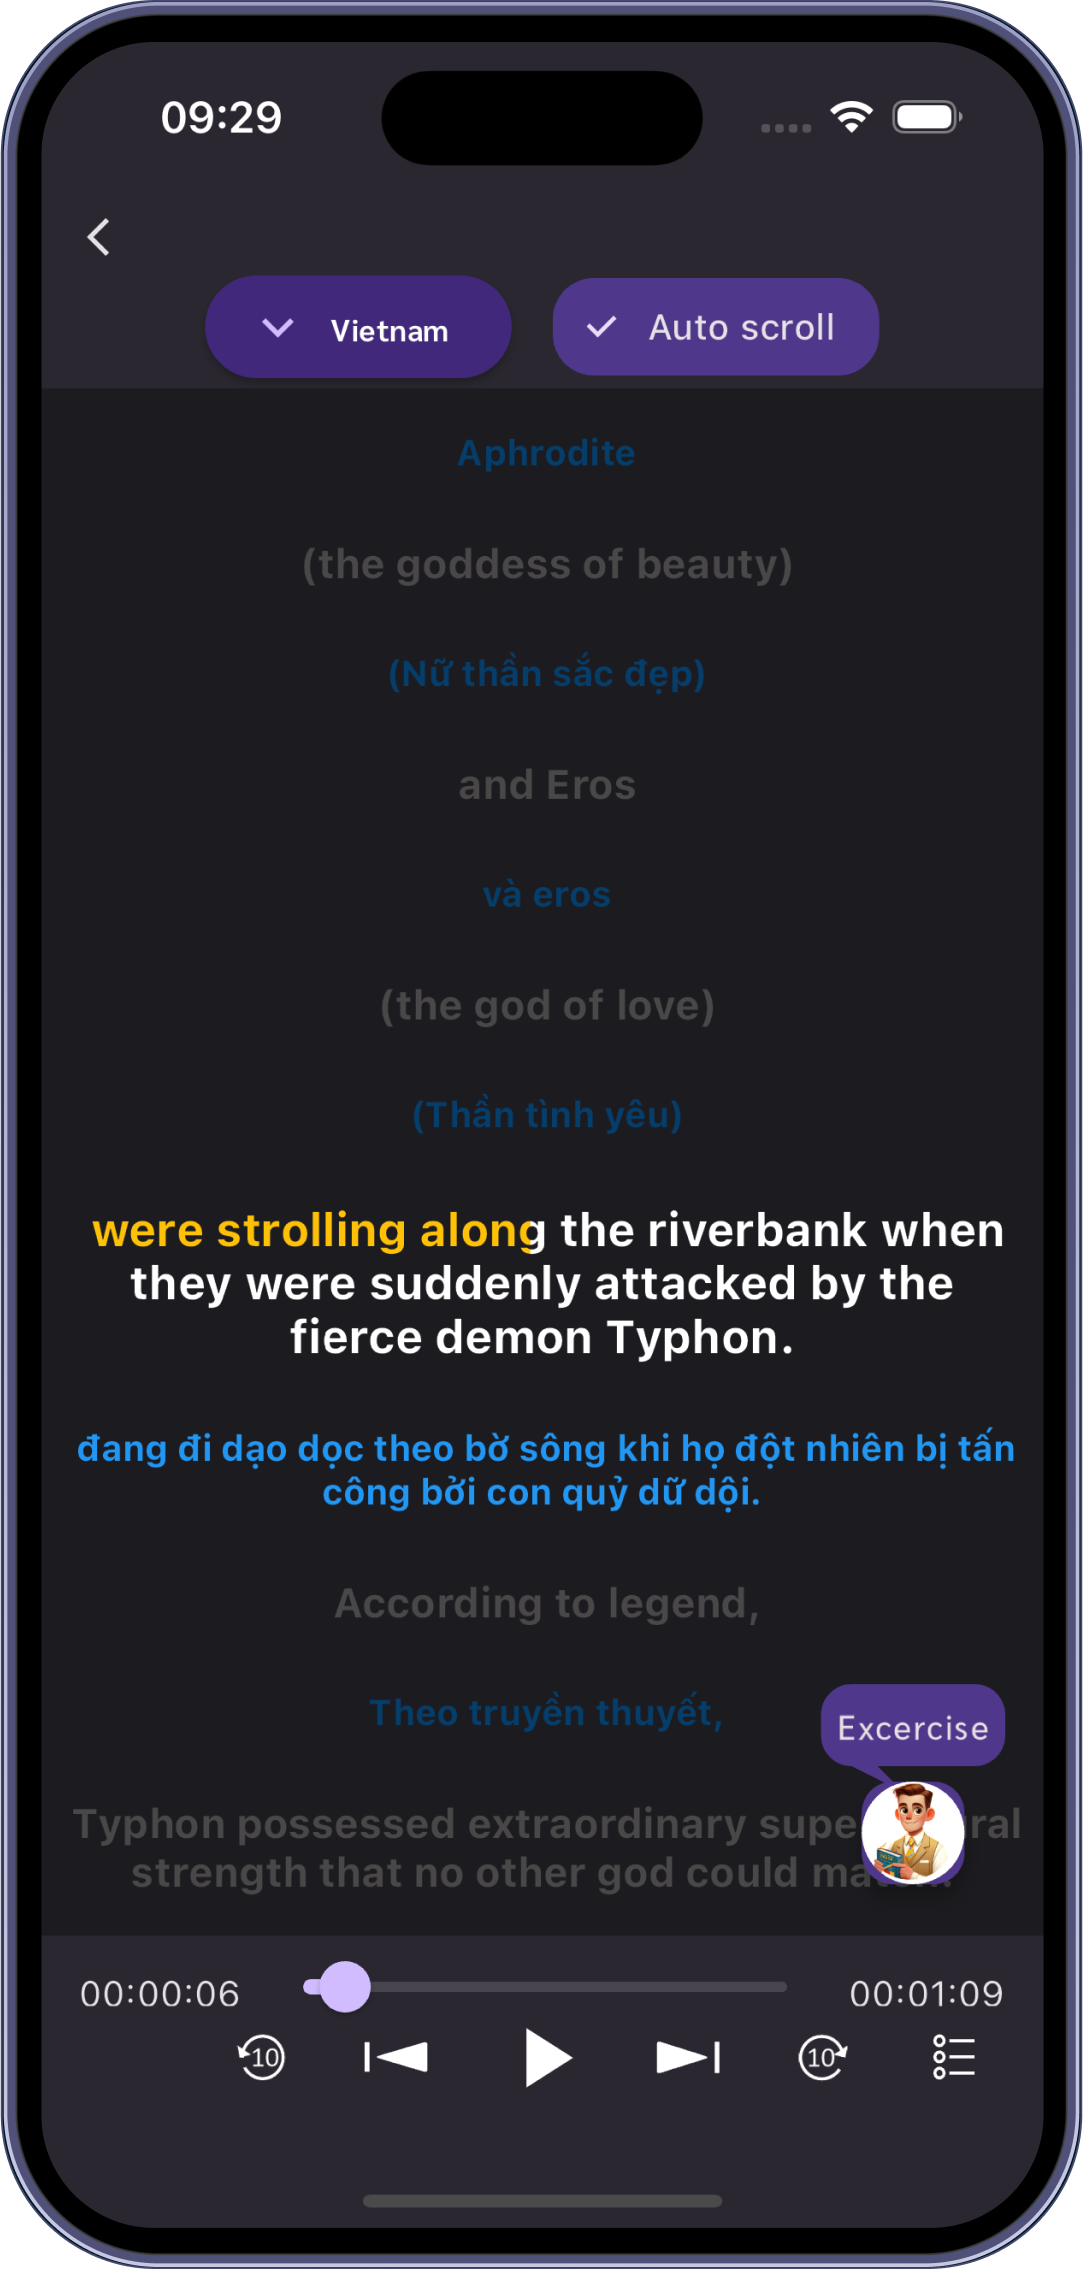 09:29
Vietnam
Auto scroll
Aphrodite
(the goddess of beauty)
(Nữ thần sắc đẹp)
and Eros
và eros
(the god of love)
(Thần tình yêu)
were strolling along the riverbank when
they were suddenly attacked by the
fierce demon Typhon.
đang đi dạo dọc theo bờ sông khi họ đột nhiên bị tấn
công bởi con quỷ dữ dội.
According to legend,
Theo truyền thuyết,
Excercise
Typhon possessed extraordinary
strength that no other god could
00:00:06
00:01:09
10
10